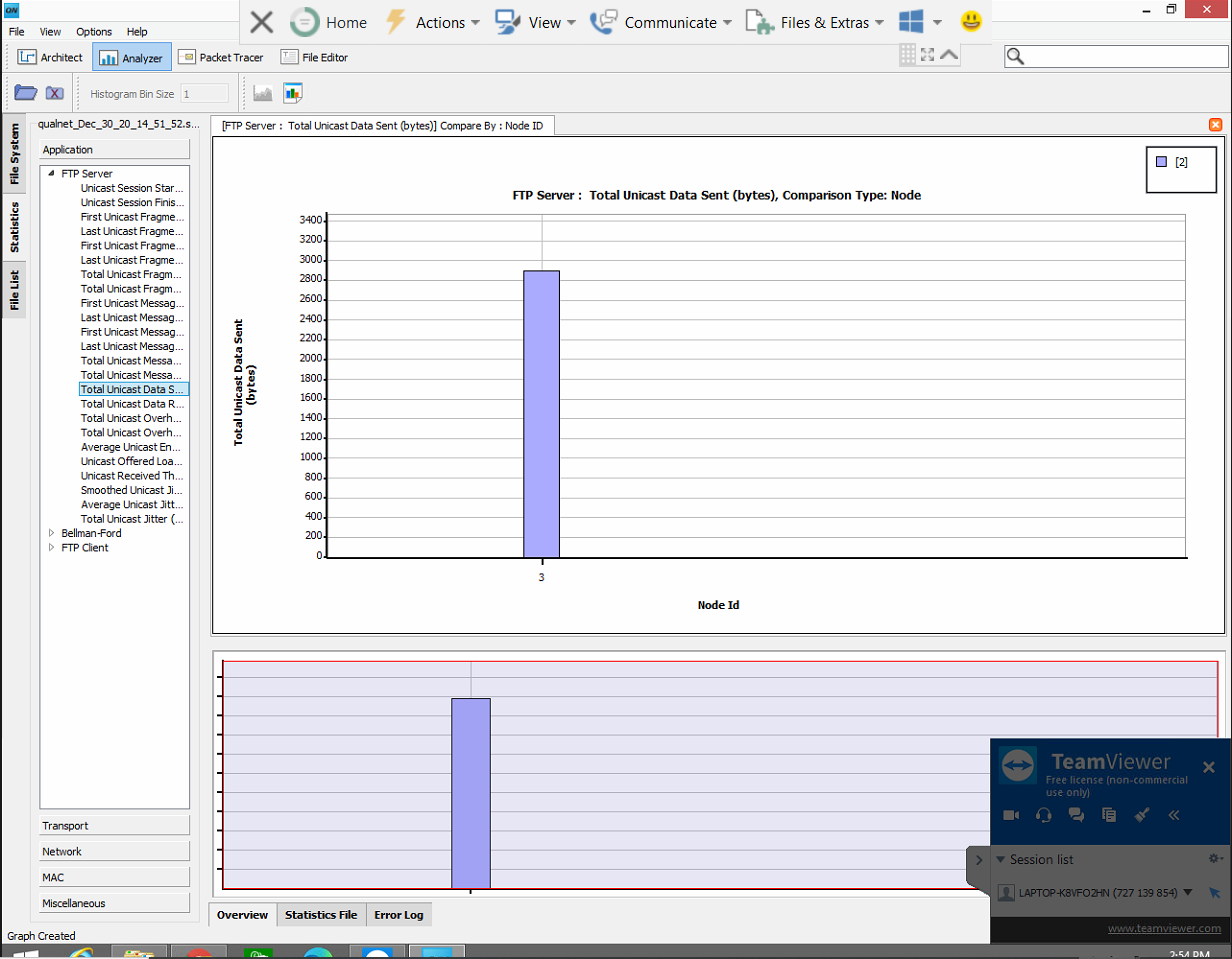 QN
Home
Actions
View
Communicate
Files & Extras
File View Options Help
Architect
Analyzer
Packet Tracer
File Editor
Histogram Bin Size 1
File System
Statistics
File List
qualnet_Dec_30_20_14_51_52.s...
Application
FTP Server
Unicast Session Star...
Unicast Session Finis...
First Unicast Fragme...
Last Unicast Fragme...
First Unicast Fragme...
Last Unicast Fragme...
Total Unicast Fragm...
Total Unicast Fragm...
First Unicast Messag...
Last Unicast Messag...
First Unicast Messag...
Last Unicast Messag...
Total Unicast Messa...
Total Unicast Messa...
Total Unicast Data S...
Total Unicast Data R...
Total Unicast Overh...
Total Unicast Overh...
Average Unicast En...
Unicast Offered Loa...
Unicast Received Th...
Smoothed Unicast Ji...
Average Unicast Jitt...
Total Unicast Jitter (...
Bellman-Ford
FTP Client
Transport
Network
MAC
Miscellaneous
Graph Created
[FTP Server : Total Unicast Data Sent (bytes)] Compare By : Node ID
[2]
FTP Server : Total Unicast Data Sent (bytes), Comparison Type: Node
Total Unicast Data Sent
(bytes)
3400
3200
3000
2800
2600
2400
2200
2000
1800
1600
1400
1200
1000
800
600
400
200
0
3
Node Id
Overview
Statistics File
Error Log
TeamViewer
Free license (non-commercial
use only)
Session list
LAPTOP-K8VFO2HN (727 139 854)
www.teamviewer.com
2:54 PM